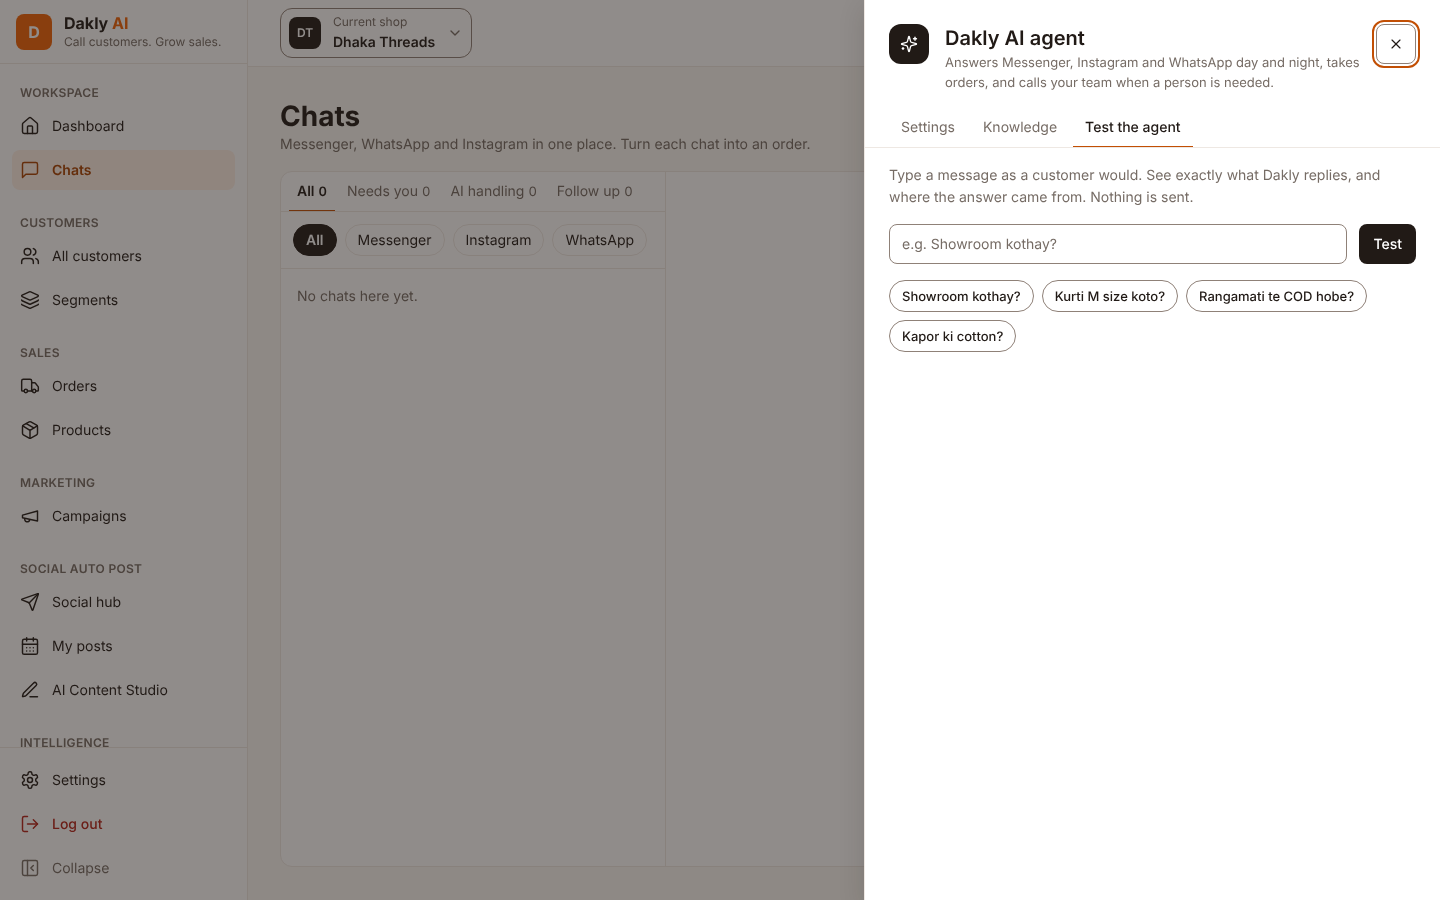 D
Dakly AI
Call customers. Grow sales.
WORKSPACE
Dashboard
Chats
CUSTOMERS
All customers
Segments
SALES
Orders
Products
MARKETING
Campaigns
SOCIAL AUTO POST
Social hub
My posts
AI Content Studio
INTELLIGENCE
Settings
Log out
Collapse
DT
Current shop
Dhaka Threads
Chats
Messenger, WhatsApp and Instagram in one place. Turn each chat into an order.
All 0 Needs you 0 AI handling 0 Follow up 0
All Messenger Instagram WhatsApp
No chats here yet.
Dakly AI agent
Answers Messenger, Instagram and WhatsApp day and night, takes
orders, and calls your team when a person is needed.
Settings Knowledge Test the agent
Type a message as a customer would. See exactly what Dakly replies, and
where the answer came from. Nothing is sent.
e.g. Showroom kothay? Test
Showroom kothay? Kurti M size koto? Rangamati te COD hobe?
Kapor ki cotton?